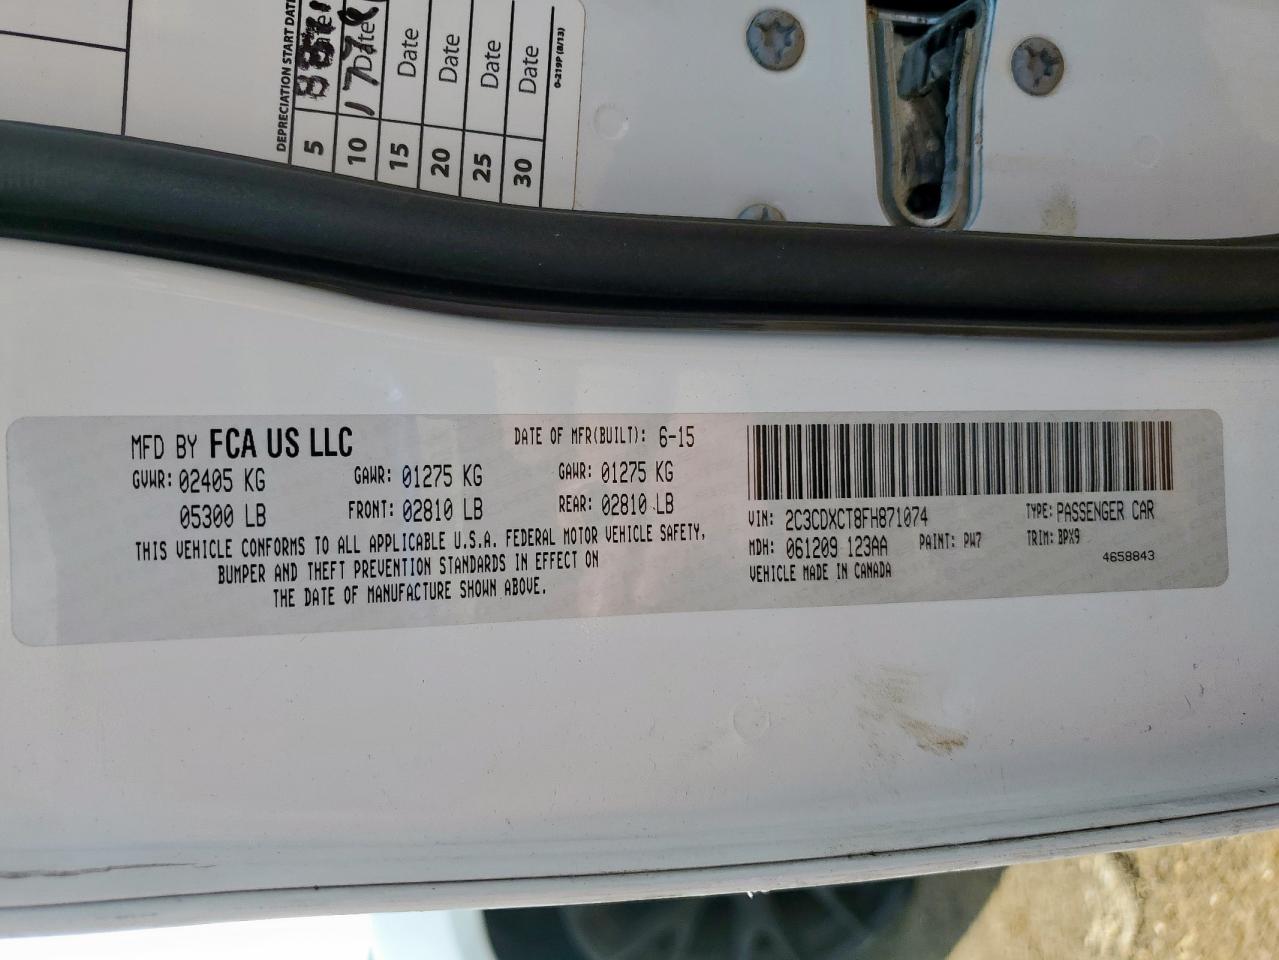 DEPRECIATION START DATE
5
10 Date
15 Date
20 Date
25 Date
30 Date
0-219P (8/13)
MFD BY FCA US LLC DATE OF MFR(BUILT): 6-15
GVWR: 02405 KG GAWR: 01275 KG GAWR: 01275 KG
05300 LB FRONT: 02810 LB REAR: 02810 LB
THIS VEHICLE CONFORMS TO ALL APPLICABLE U.S.A. FEDERAL MOTOR VEHICLE SAFETY,
BUMPER AND THEFT PREVENTION STANDARDS IN EFFECT ON
THE DATE OF MANUFACTURE SHOWN ABOVE.
VIN: 2C3CDXCT8FH871074 TYPE: PASSENGER CAR
MDH: 061209 123AA PAINT: PW7 TRIM: BPX9
VEHICLE MADE IN CANADA 4658843